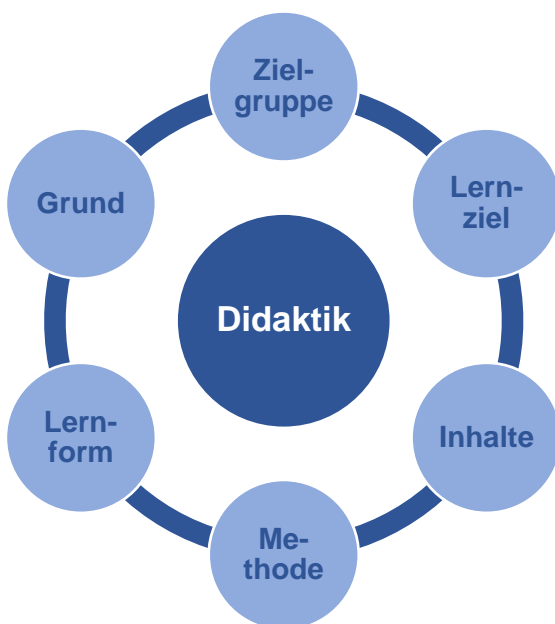 Ziel-
gruppe
Lern-
ziel
Grund
Didaktik
Lern-
form
Inhalte
Me-
thode